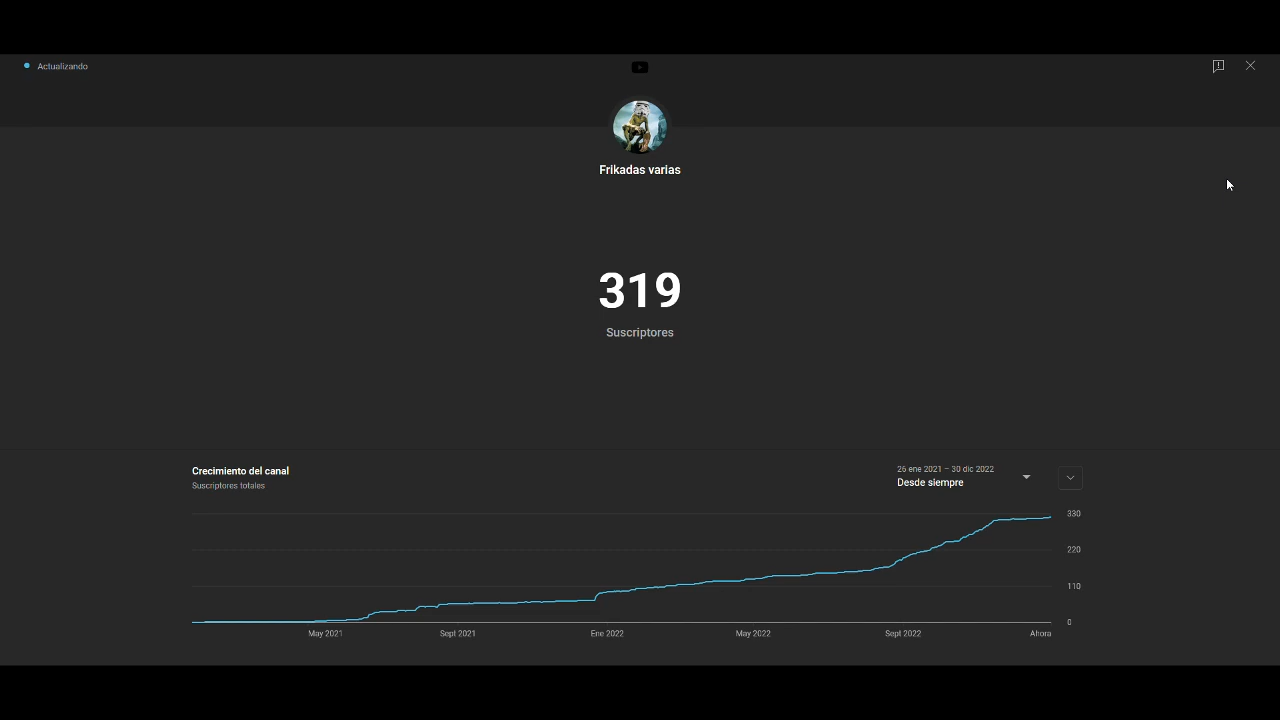 Actualizando
Frikadas varias
319
Suscriptores
Crecimiento del canal
Suscriptores totales
26 ene 2021 – 30 dic 2022
Desde siempre
330
220
110
0
May 2021
Sept 2021
Ene 2022
May 2022
Sept 2022
Ahora